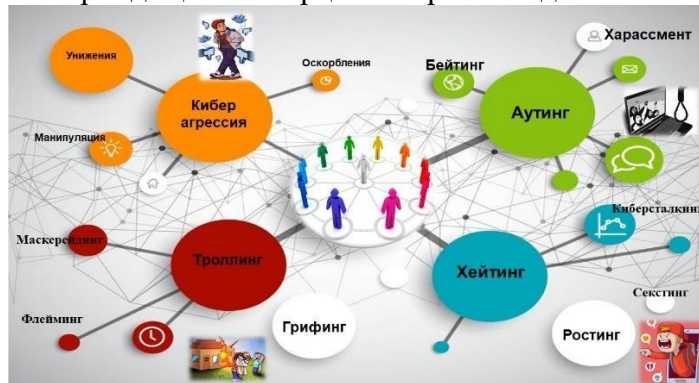 Унижения
Оскорбления
Кибер
агрессия
Манипуляция
Харассмент
Бейтинг
Аутинг
Маскерейдинг
Троллинг
Флейминг
Грифинг
Киберсталкинг
Хейтинг
Секстинг
Ростинг